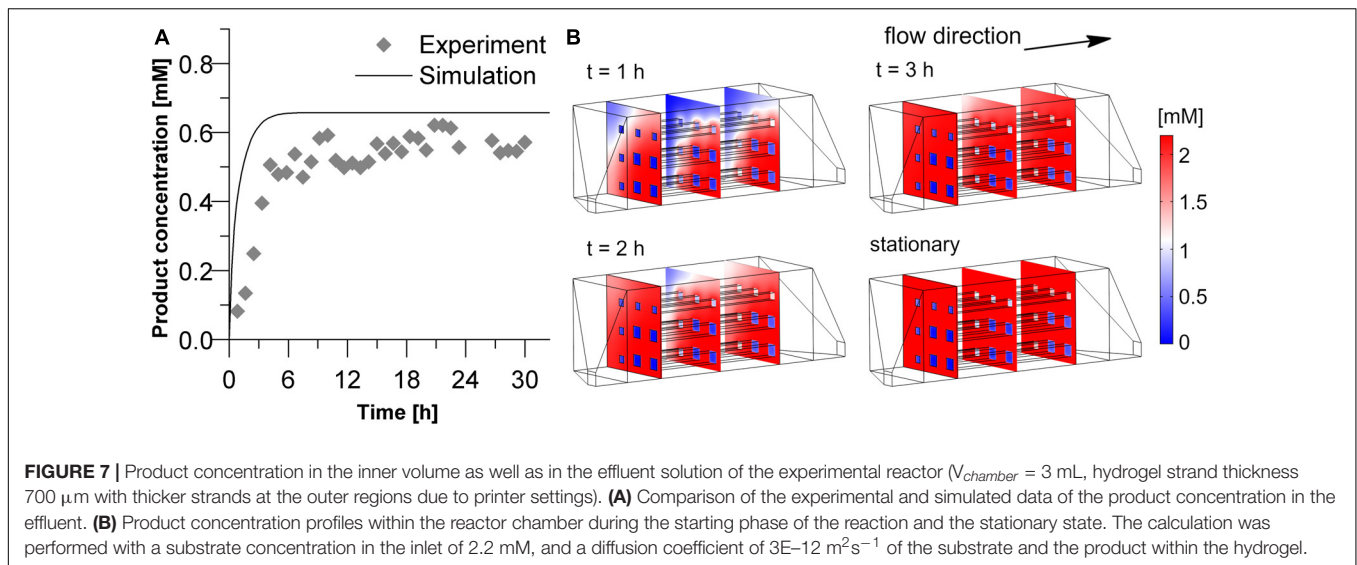 A
Experiment
Simulation
Product concentration [mM]
0.8
0.6
0.4
0.2
0.0
0 6 12 18 24 30
Time [h]
B
flow direction
t = 1 h
t = 3 h
t = 2 h
stationary
[mM]
2
1.5
1
0.5
0
FIGURE 7 | Product concentration in the inner volume as well as in the effluent solution of the experimental reactor (Vchamber = 3 mL, hydrogel strand thickness
700 μm with thicker strands at the outer regions due to printer settings). (A) Comparison of the experimental and simulated data of the product concentration in the
effluent. (B) Product concentration profiles within the reactor chamber during the starting phase of the reaction and the stationary state. The calculation was
performed with a substrate concentration in the inlet of 2.2 mM, and a diffusion coefficient of 3E–12 m²s⁻¹ of the substrate and the product within the hydrogel.